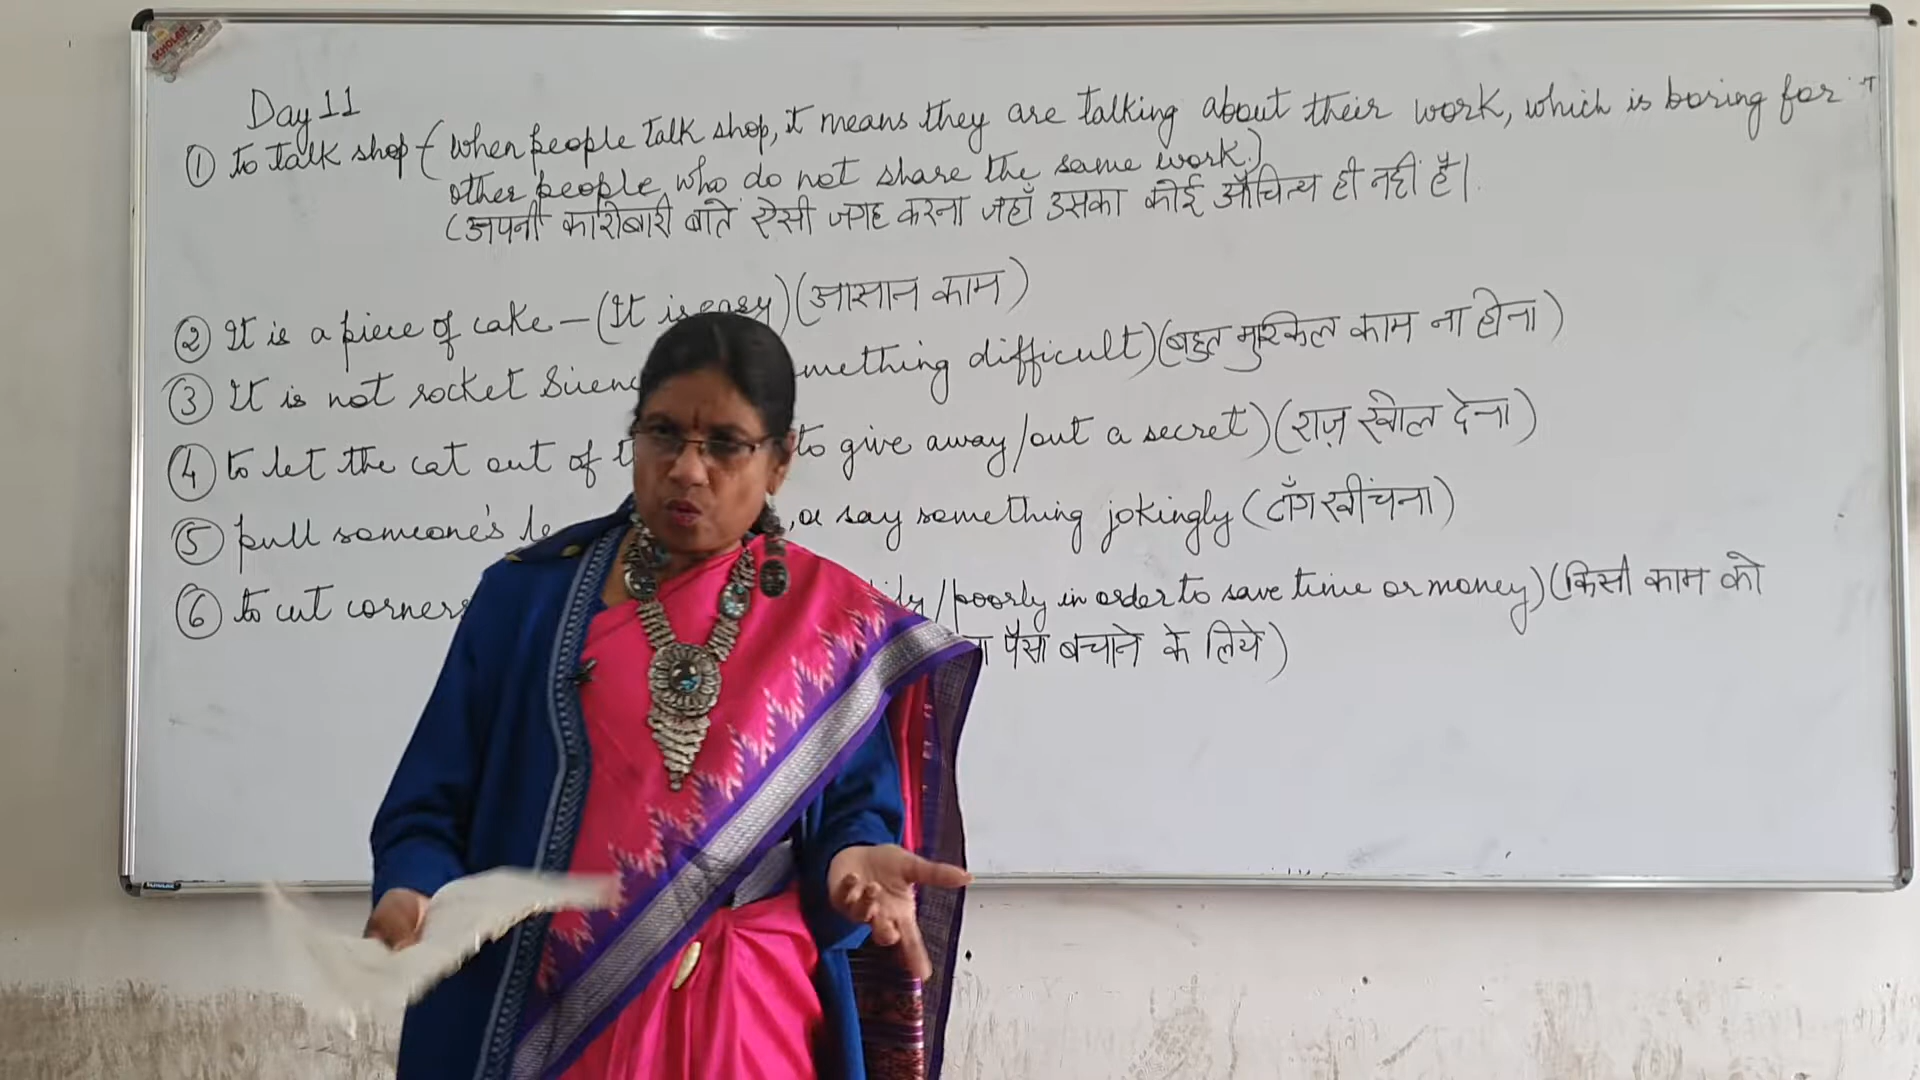 SCHOLAR
Day 11
① to talk shop - (when people talk shop, it means they are talking about their work, which is boring for
other people, who do not share the same work.)
(अपनी कारोबारी बातें ऐसी जगह करना जहाँ उसका कोई औचित्य ही नहीं है।
② It is a piece of cake - (It is easy) (आसान काम)
③ It is not rocket difficult) (बहुत मुश्किल काम ना होना)
④ to let the cat out of to give away/out a secret) (राज़ खोल देना)
⑤ pull someone's say something jokingly (टाँग खींचना)
⑥ to cut corners /poorly in order to save time or money) (किसी काम को
पैसा बचाने के लिये)